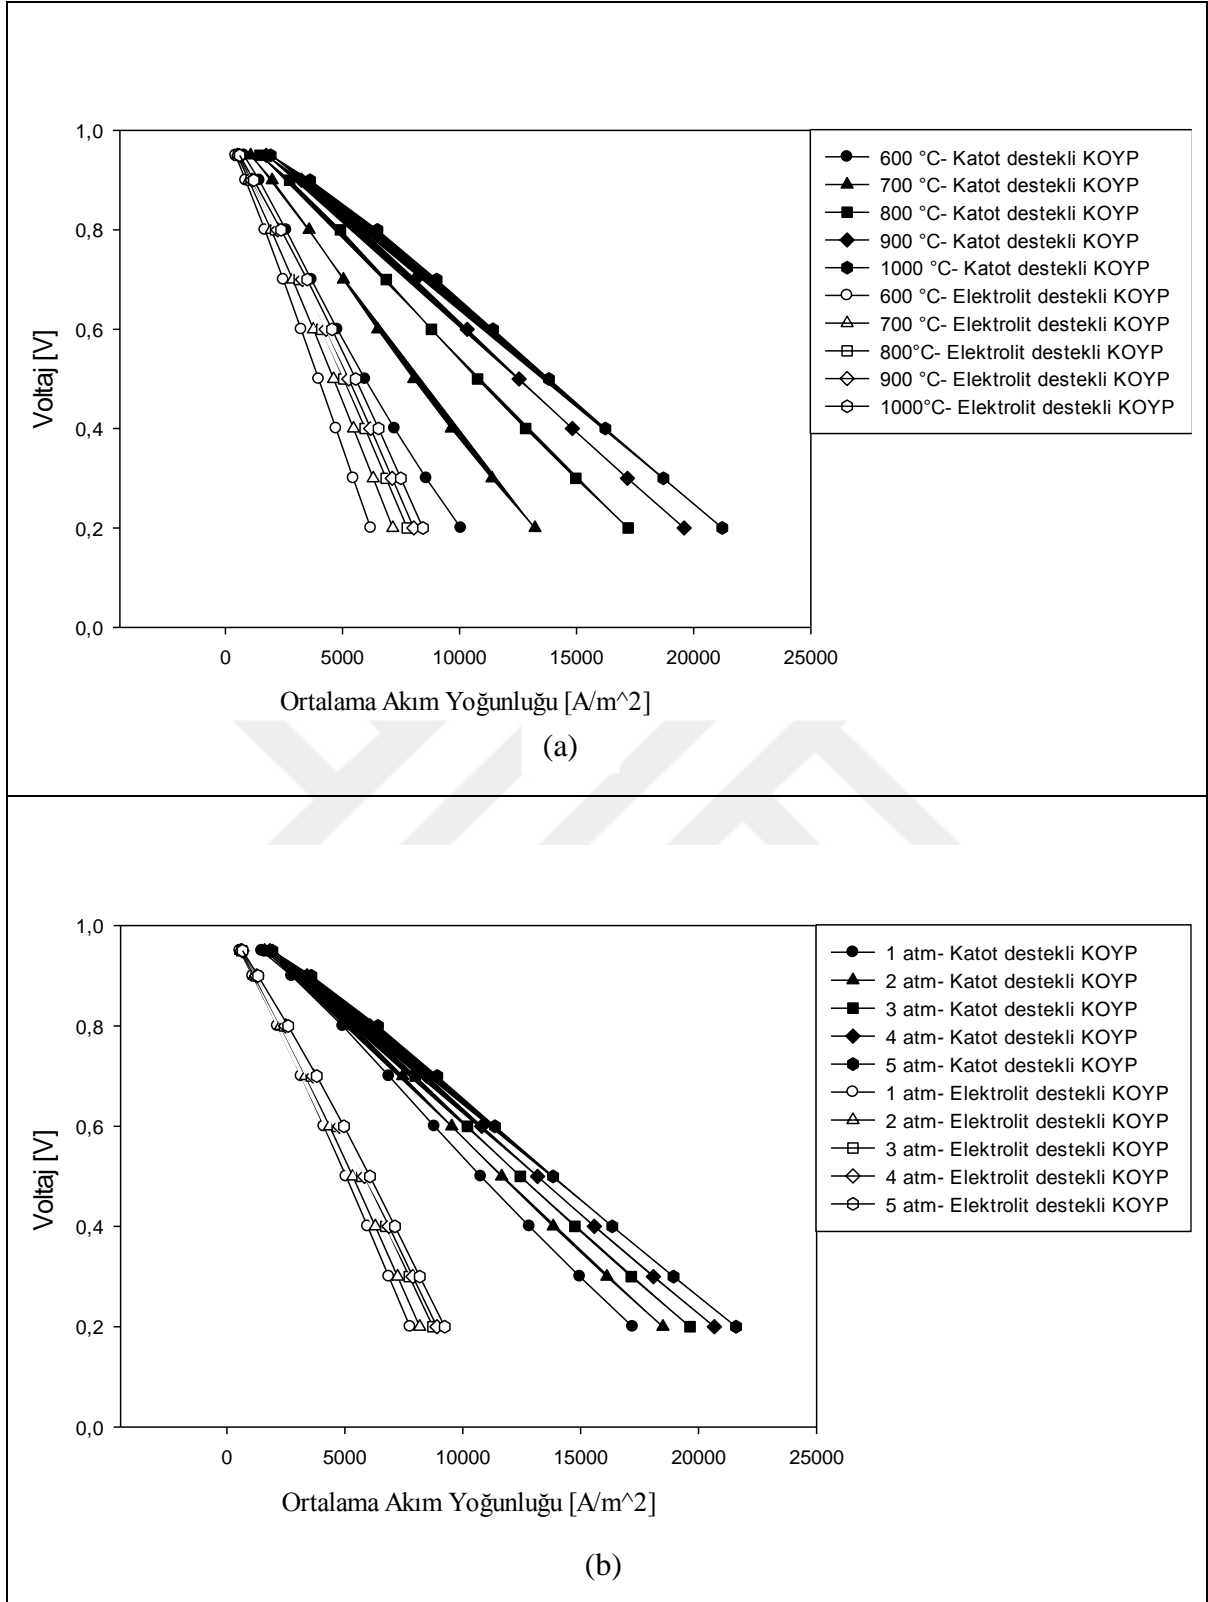 1,0
0,8
0,6
0,4
0,2
0,0
Voltaj [V]
0 5000 10000 15000 20000 25000
Ortalama Akım Yoğunluğu [A/m^2]
600 °C- Katot destekli KOYP
700 °C- Katot destekli KOYP
800 °C- Katot destekli KOYP
900 °C- Katot destekli KOYP
1000 °C- Katot destekli KOYP
600 °C- Elektrolit destekli KOYP
700 °C- Elektrolit destekli KOYP
800°C- Elektrolit destekli KOYP
900 °C- Elektrolit destekli KOYP
1000°C- Elektrolit destekli KOYP
(a)
1,0
0,8
0,6
0,4
0,2
0,0
Voltaj [V]
0 5000 10000 15000 20000 25000
Ortalama Akım Yoğunluğu [A/m^2]
1 atm- Katot destekli KOYP
2 atm- Katot destekli KOYP
3 atm- Katot destekli KOYP
4 atm- Katot destekli KOYP
5 atm- Katot destekli KOYP
1 atm- Elektrolit destekli KOYP
2 atm- Elektrolit destekli KOYP
3 atm- Elektrolit destekli KOYP
4 atm- Elektrolit destekli KOYP
5 atm- Elektrolit destekli KOYP
(b)